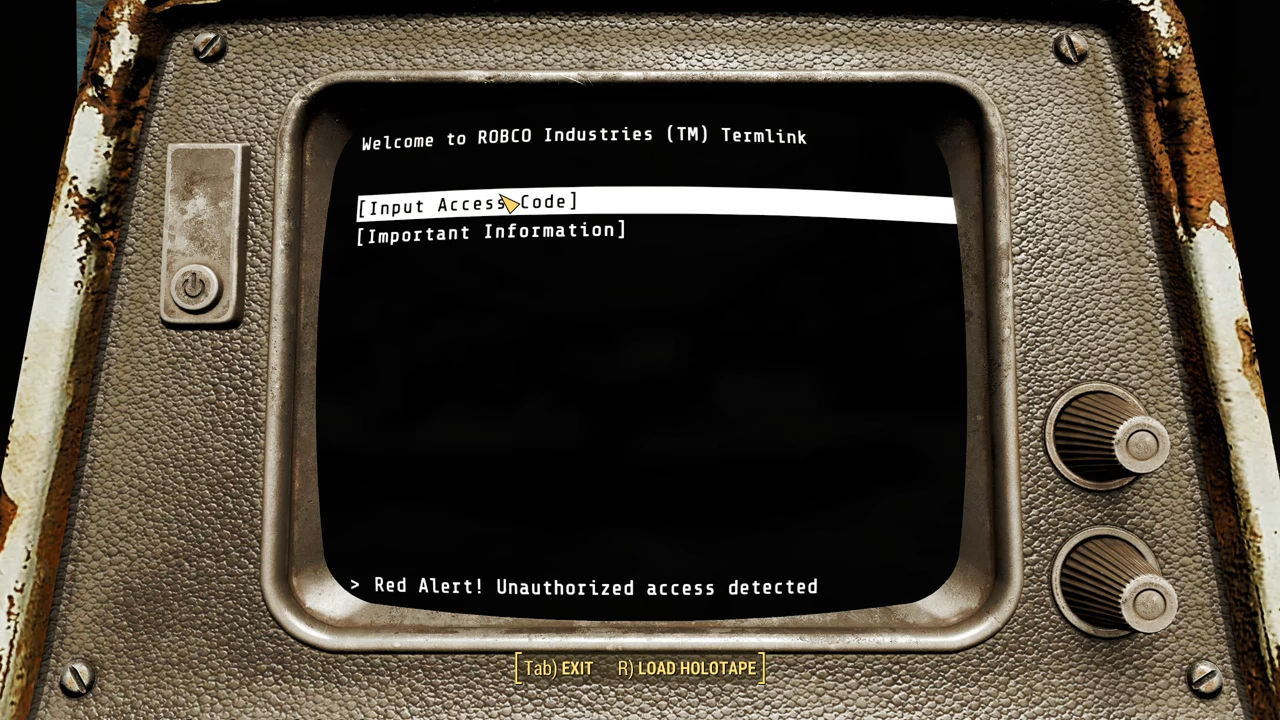 Welcome to ROBCO Industries (TM) Termlink
[Input Access Code]
[Important Information]
> Red Alert! Unauthorized access detected
[Tab) EXIT R) LOAD HOLOTAPE]